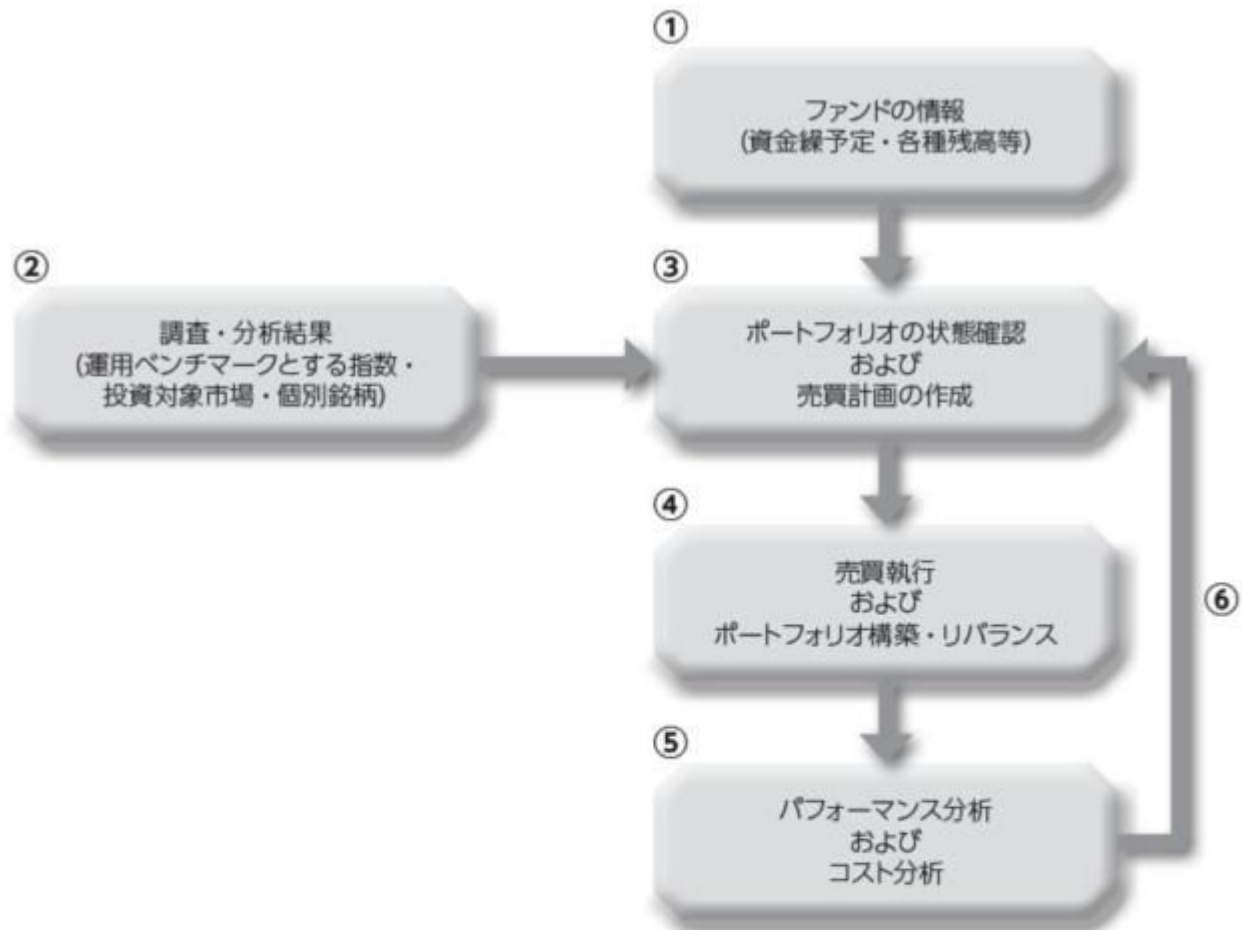 ①
ファンドの情報
(資金繰予定・各種残高等)
②
調査・分析結果
(運用ベンチマークとする指数・
投資対象市場・個別銘柄)
③
ポートフォリオの状態確認
および
売買計画の作成
④
売買執行
および
ポートフォリオ構築・リバランス
⑤
パフォーマンス分析
および
コスト分析
⑥